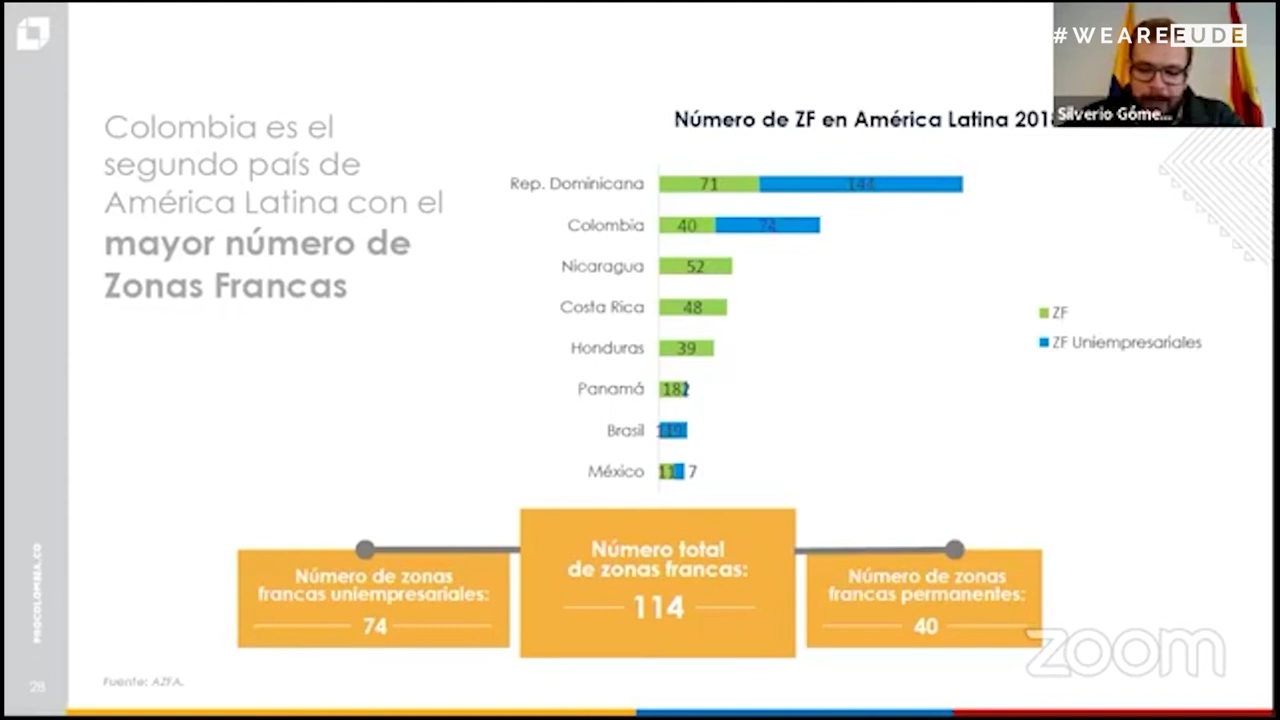 #WEAREEUDE
Silverio Góme...
Colombia es el
segundo país de
América Latina con el
mayor número de
Zonas Francas
Número de ZF en América Latina 201
Rep. Dominicana 71 144
Colombia 40 74
Nicaragua 52
Costa Rica 48
Honduras 39
Panamá 18 2
Brasil 19
México 11 7
ZF
ZF Uniempresariales
Número de zonas
francas uniempresariales:
74
Número total
de zonas francas:
114
Número de zonas
francas permanentes:
40
zoom
PROCOLOMBIA.CO
28
Fuente: AZFA.